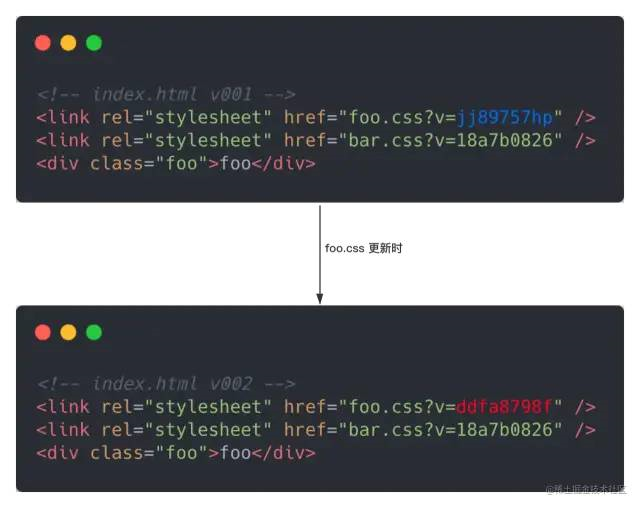 <!-- index.html v001 -->
<link rel="stylesheet" href="foo.css?v=jj89757hp" />
<link rel="stylesheet" href="bar.css?v=18a7b0826" />
<div class="foo">foo</div>
foo.css 更新时
<!-- index.html v002 -->
<link rel="stylesheet" href="foo.css?v=ddfa8798f" />
<link rel="stylesheet" href="bar.css?v=18a7b0826" />
<div class="foo">foo</div>
@稀土掘金技术社区